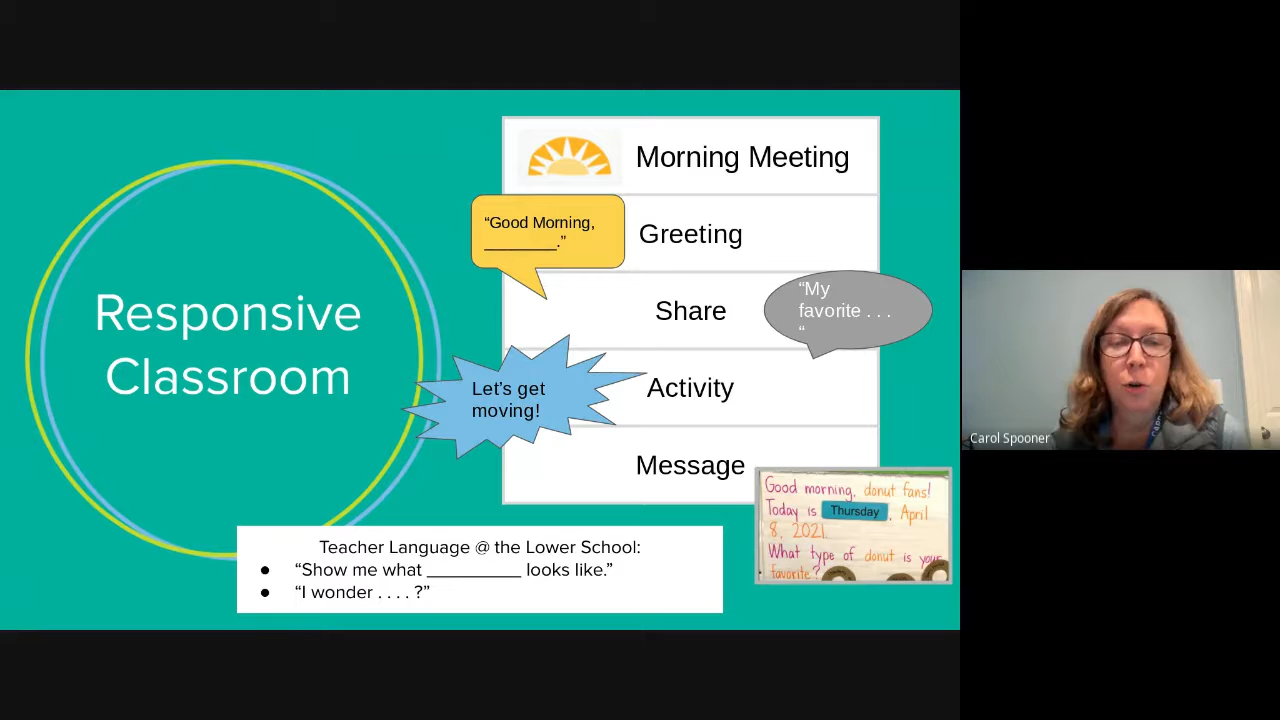 Responsive
Classroom
Morning Meeting
“Good Morning,
_________.”
Greeting
Share
“My
favorite . . .
“
Let’s get
moving!
Activity
Message
Good morning, donut fans!
Today is Thursday, April
8, 2021.
What type of donut is your
favorite?
Teacher Language @ the Lower School:
● “Show me what _________ looks like.”
● “I wonder . . . . ?”
Carol Spooner